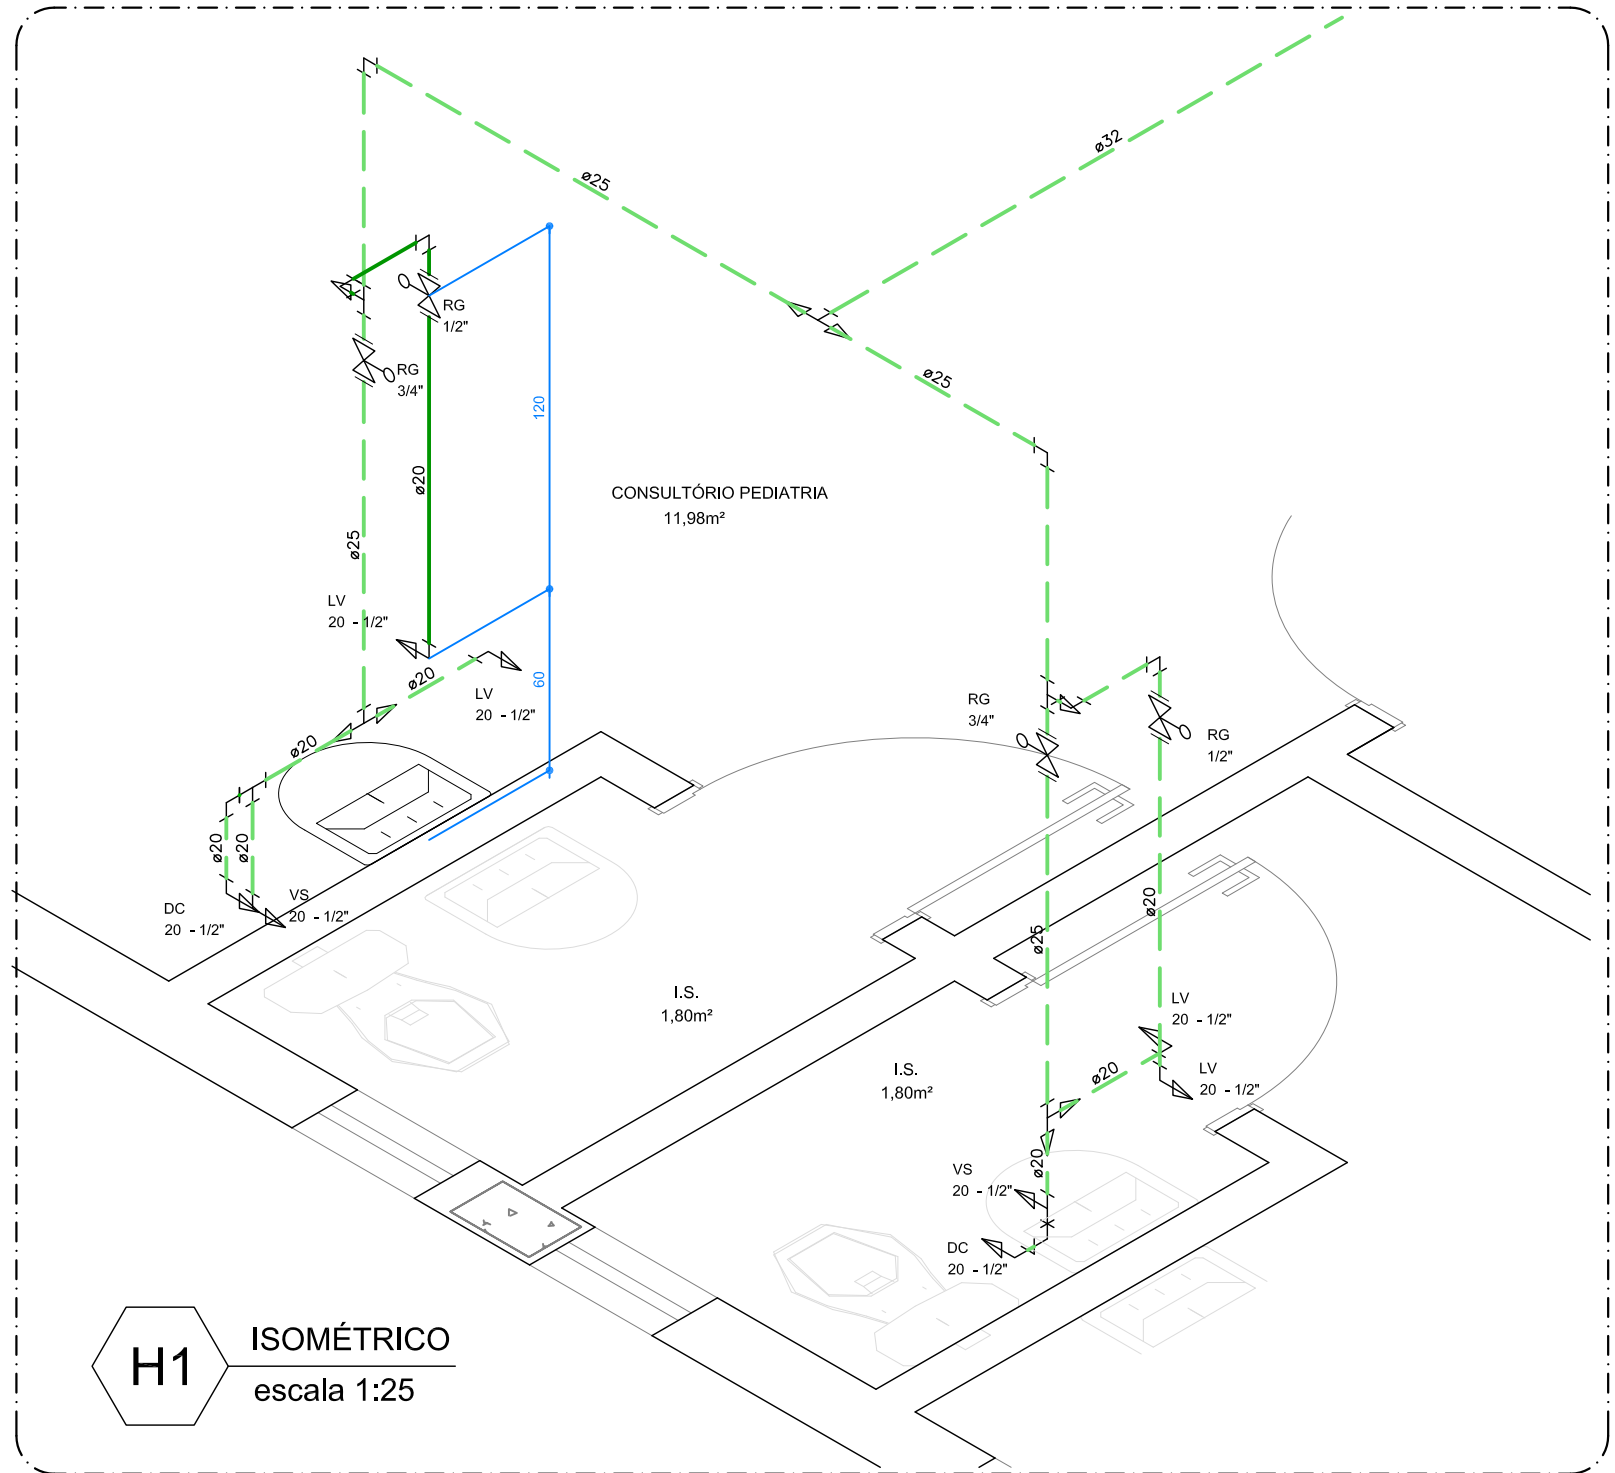 ø32
ø25
RG
1/2"
RG
3/4"
ø25
120
ø20
CONSULTÓRIO PEDIATRIA
11,98m²
ø25
LV
20 - 1/2"
ø20
60
LV
20 - 1/2"
RG
3/4"
RG
1/2"
ø20
ø20
ø20
VS
20 - 1/2"
DC
20 - 1/2"
ø20
ø25
I.S.
1,80m²
LV
20 - 1/2"
I.S.
1,80m²
ø20
LV
20 - 1/2"
ø20
VS
20 - 1/2"
DC
20 - 1/2"
H1
ISOMÉTRICO
escala 1:25